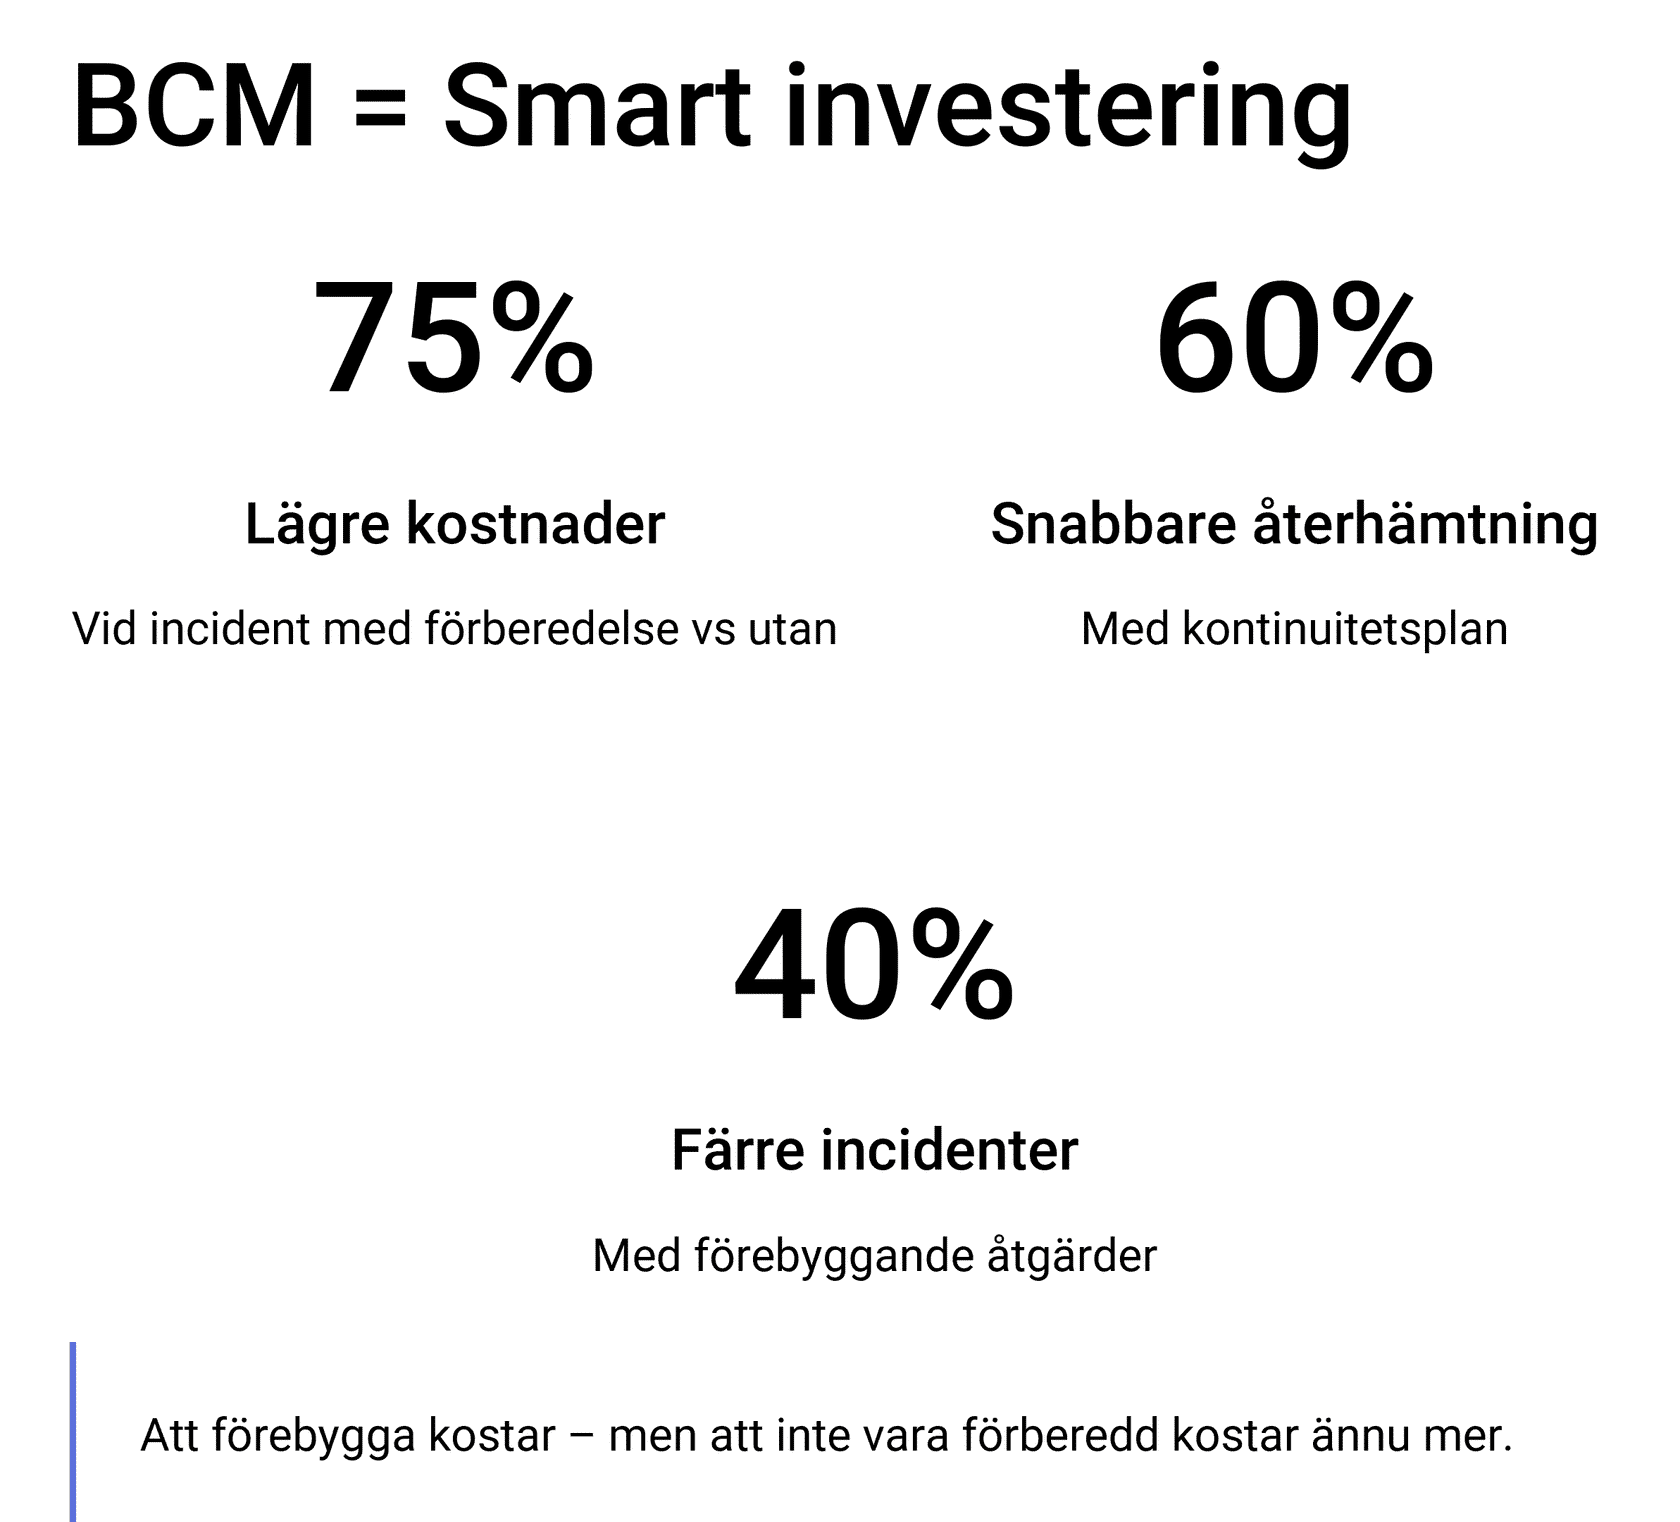 BCM = Smart investering
75%
Lägre kostnader
Vid incident med förberedelse vs utan
60%
Snabbare återhämtning
Med kontinuitetsplan
40%
Färre incidenter
Med förebyggande åtgärder
Att förebygga kostar – men att inte vara förberedd kostar ännu mer.